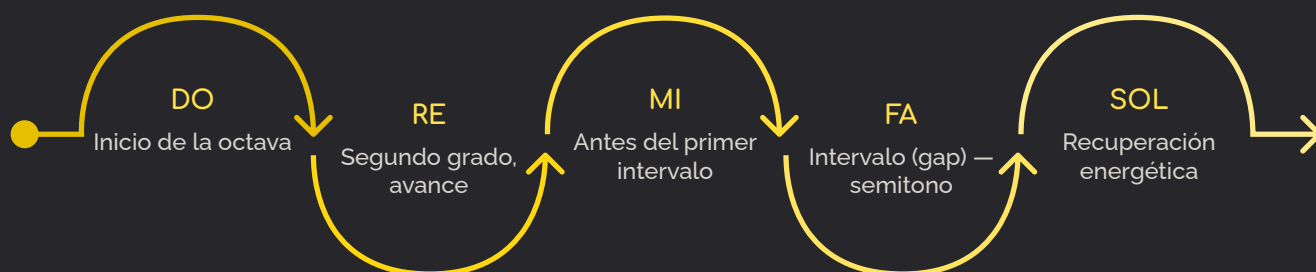 DO
Inicio de la octava
RE
Segundo grado,
avance
MI
Antes del primer
intervalo
FA
Intervalo (gap) —
semitono
SOL
Recuperación
energética